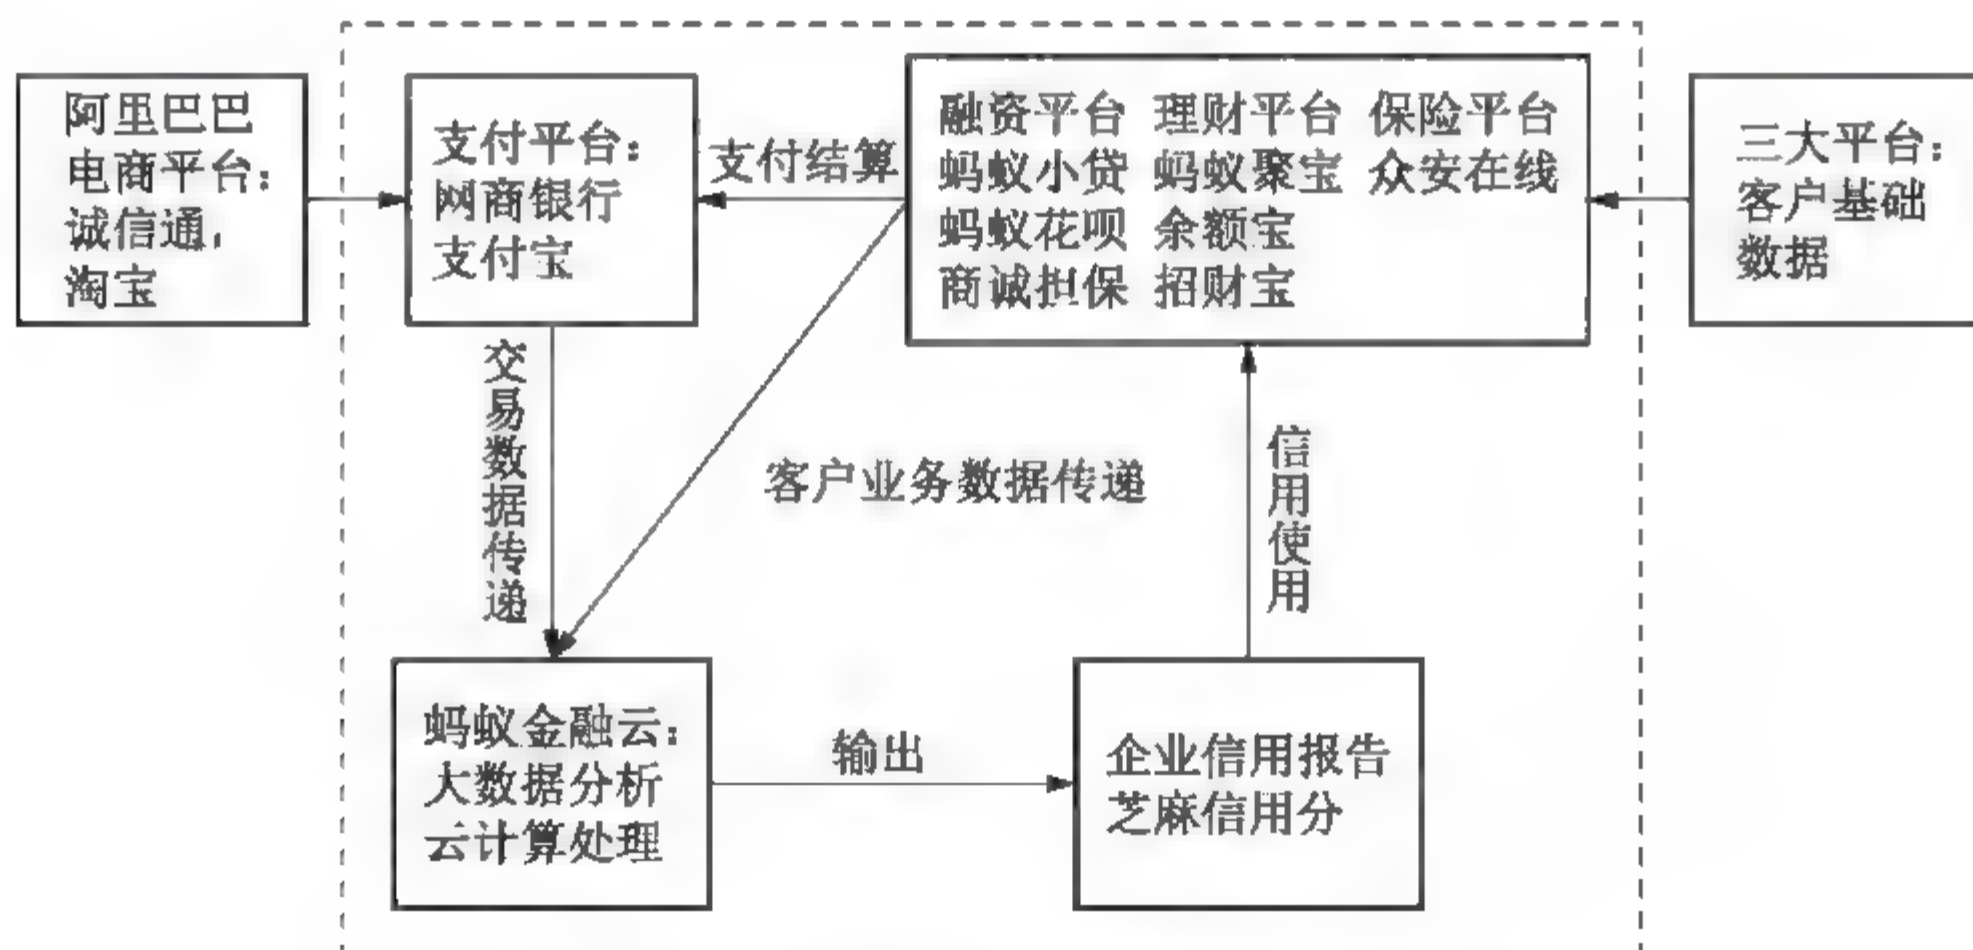 阿里巴巴
电商平台：
诚信通，
淘宝
支付平台：
网商银行
支付宝
支付结算
融资平台 理财平台 保险平台
蚂蚁小贷 蚂蚁聚宝 众安在线
蚂蚁花呗 余额宝
商诚担保 招财宝
三大平台：
客户基础
数据
交易数据传递
客户业务数据传递
信用使用
蚂蚁金融云：
大数据分析
云计算处理
输出
企业信用报告
芝麻信用分